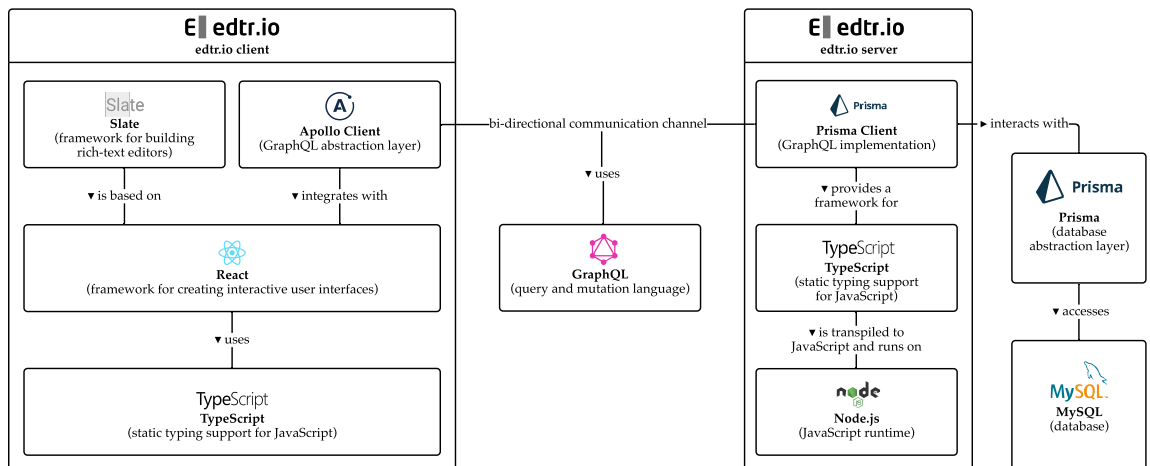 E edtr.io
edtr.io client
Slate
Slate
(framework for building
rich-text editors)
Apollo Client
(GraphQL abstraction layer)
▼ is based on
▼ integrates with
React
(framework for creating interactive user interfaces)
▼ uses
TypeScript
TypeScript
(static typing support for JavaScript)
bi-directional communication channel
▼ uses
GraphQL
(query and mutation language)
E edtr.io
edtr.io server
Prisma
Prisma Client
(GraphQL implementation)
▼ provides a
framework for
TypeScript
TypeScript
(static typing support
for JavaScript)
▼ is transpiled to
JavaScript and runs on
node
JS
Node.js
(JavaScript runtime)
► interacts with
Prisma
Prisma
(database
abstraction layer)
▼ accesses
MySQL
MySQL
(database)